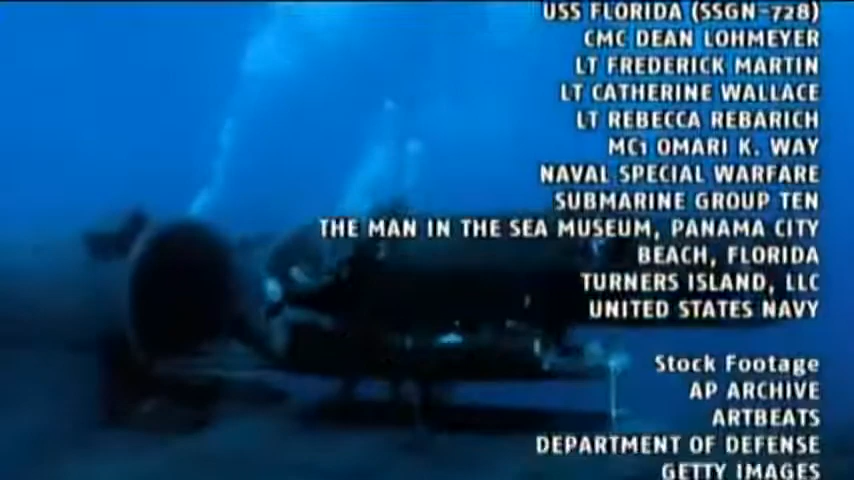 USS FLORIDA (SSGN-728)
CMC DEAN LOHMEYER
LT FREDERICK MARTIN
LT CATHERINE WALLACE
LT REBECCA REBARICH
MC1 OMARI K. WAY
NAVAL SPECIAL WARFARE
SUBMARINE GROUP TEN
THE MAN IN THE SEA MUSEUM, PANAMA CITY
BEACH, FLORIDA
TURNERS ISLAND, LLC
UNITED STATES NAVY
Stock Footage
AP ARCHIVE
ARTBEATS
DEPARTMENT OF DEFENSE
GETTY IMAGES